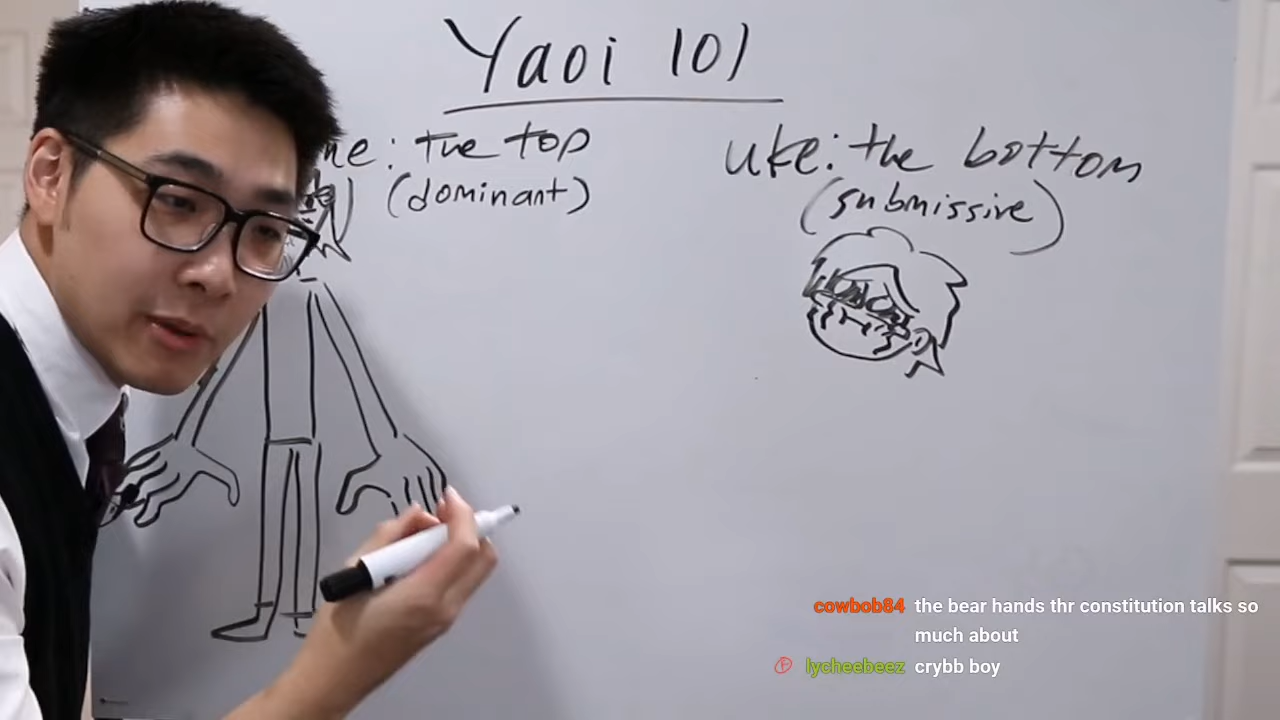 Yaoi 101
me: the top
(dominant)
uke: the bottom
(submissive)
cowbob84 the bear hands thr constitution talks so
much about
lycheebeez crybb boy